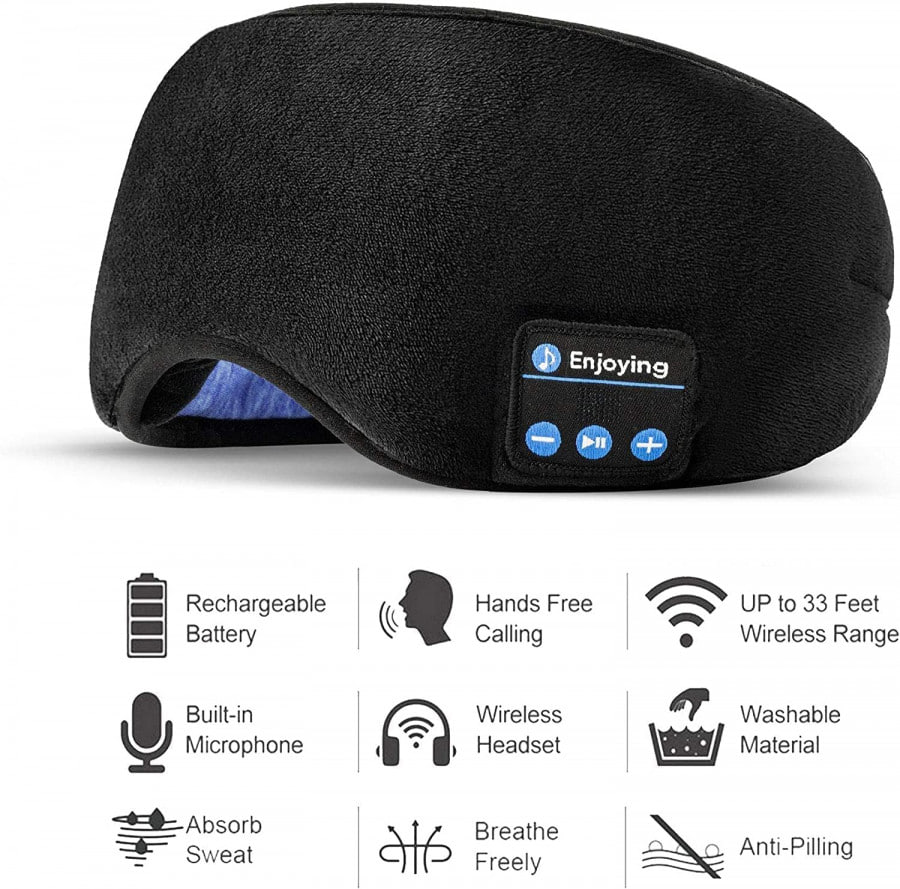 Enjoying
Rechargeable
Battery
Hands Free
Calling
UP to 33 Feet
Wireless Range
Built-in
Microphone
Wireless
Headset
Washable
Material
Absorb
Sweat
Breathe
Freely
Anti-Pilling